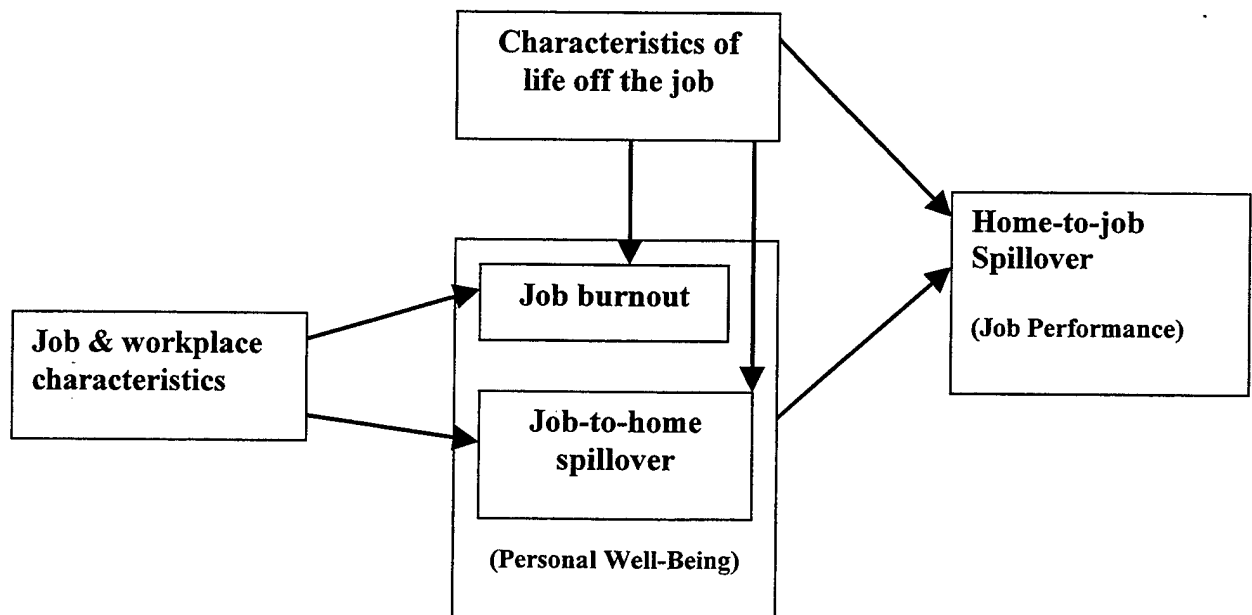 Characteristics of
life off the job
Home-to-job
Spillover
(Job Performance)
Job burnout
Job & workplace
characteristics
Job-to-home
spillover
(Personal Well-Being)